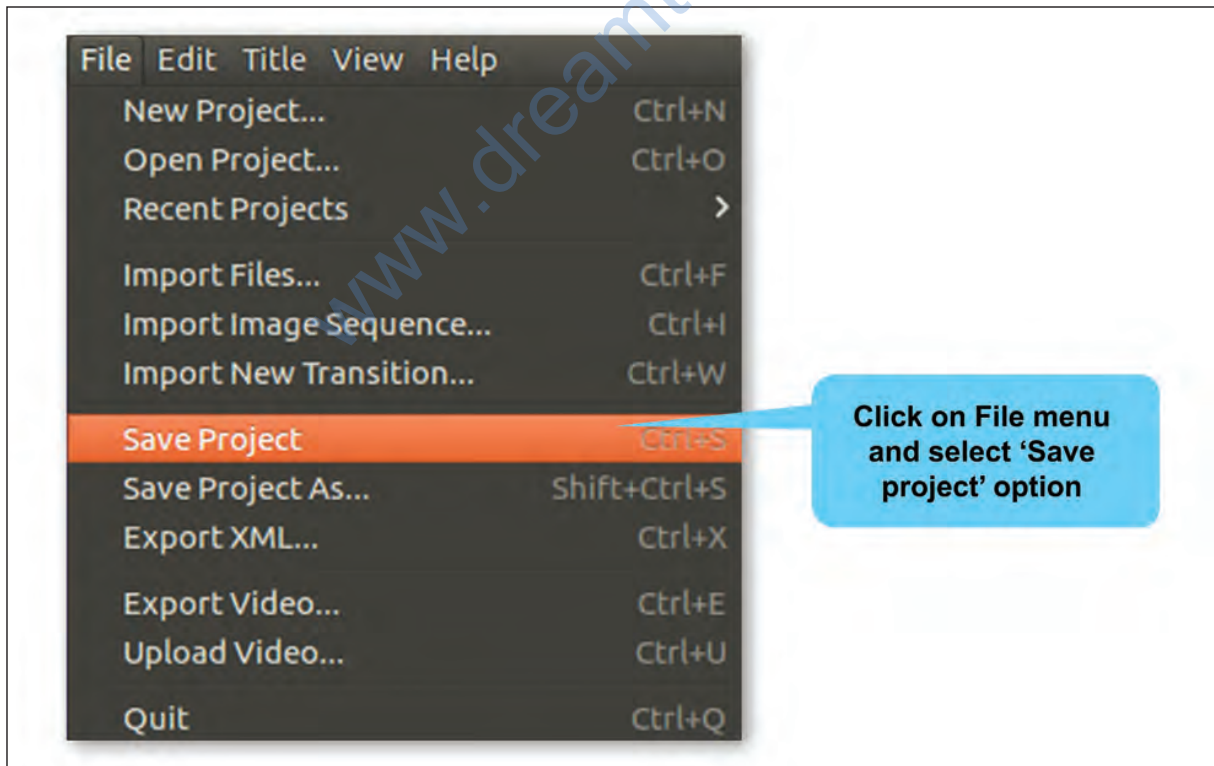 File Edit Title View Help
New Project... Ctrl+N
Open Project... Ctrl+O
Recent Projects >
Import Files... Ctrl+F
Import Image Sequence... Ctrl+I
Import New Transition... Ctrl+W
Save Project Ctrl+S
Save Project As... Shift+Ctrl+S
Export XML... Ctrl+X
Export Video... Ctrl+E
Upload Video... Ctrl+U
Quit Ctrl+Q
Click on File menu
and select ‘Save
project’ option